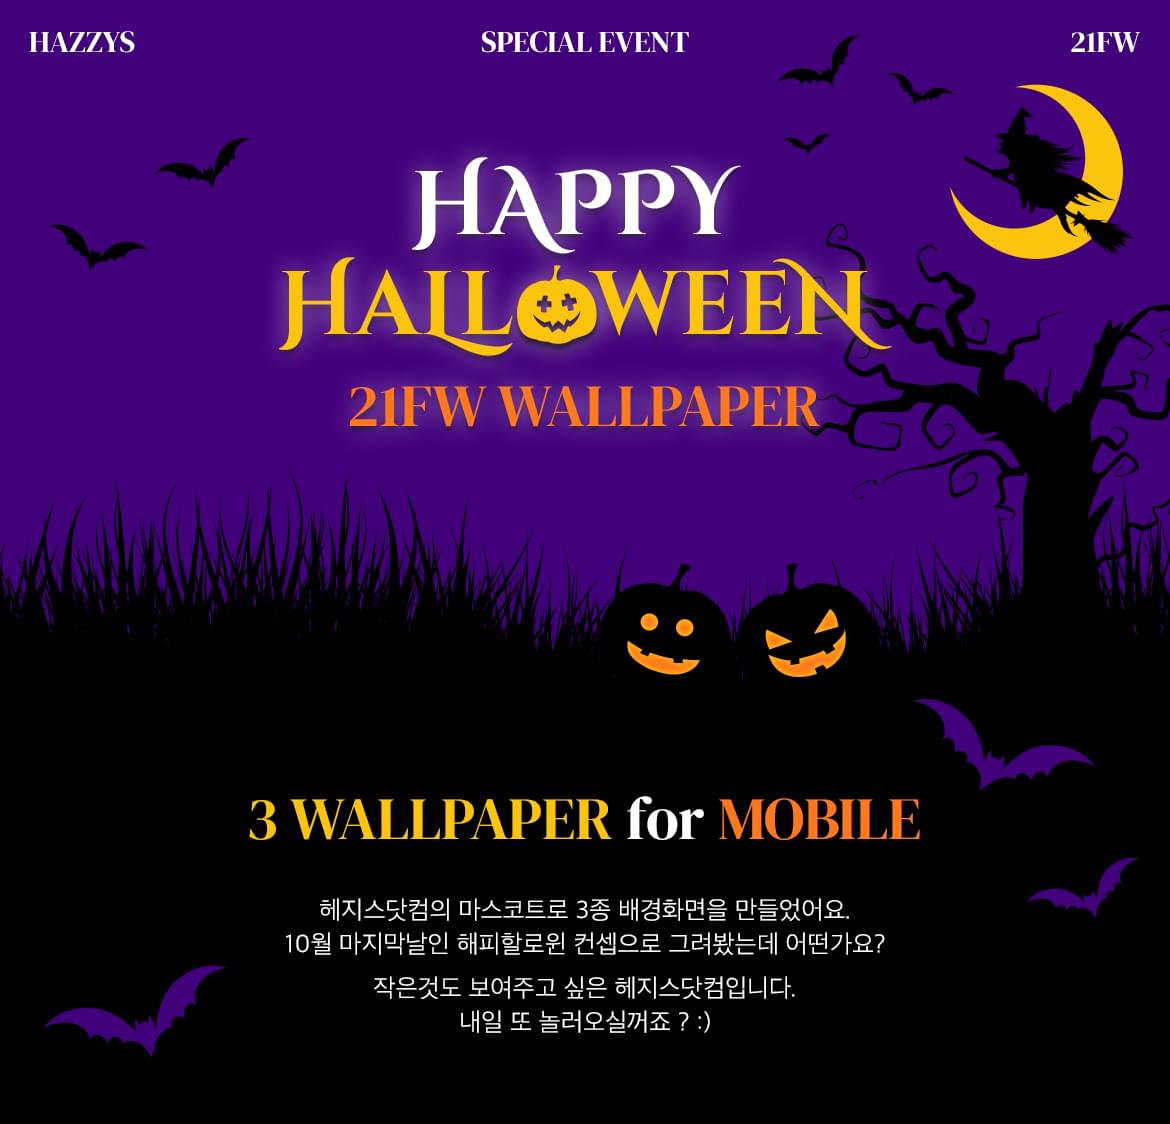 HAZZYS
SPECIAL EVENT
21FW
HAPPY
HALLOWEEN
21FW WALLPAPER
3 WALLPAPER for MOBILE
헤지스닷컴의 마스코트로 3종 배경화면을 만들었어요.
10월 마지막날인 해피할로윈 컨셉으로 그려봤는데 어떤가요?
작은것도 보여주고 싶은 헤지스닷컴입니다.
내일 또 놀러오실꺼죠 ? :)